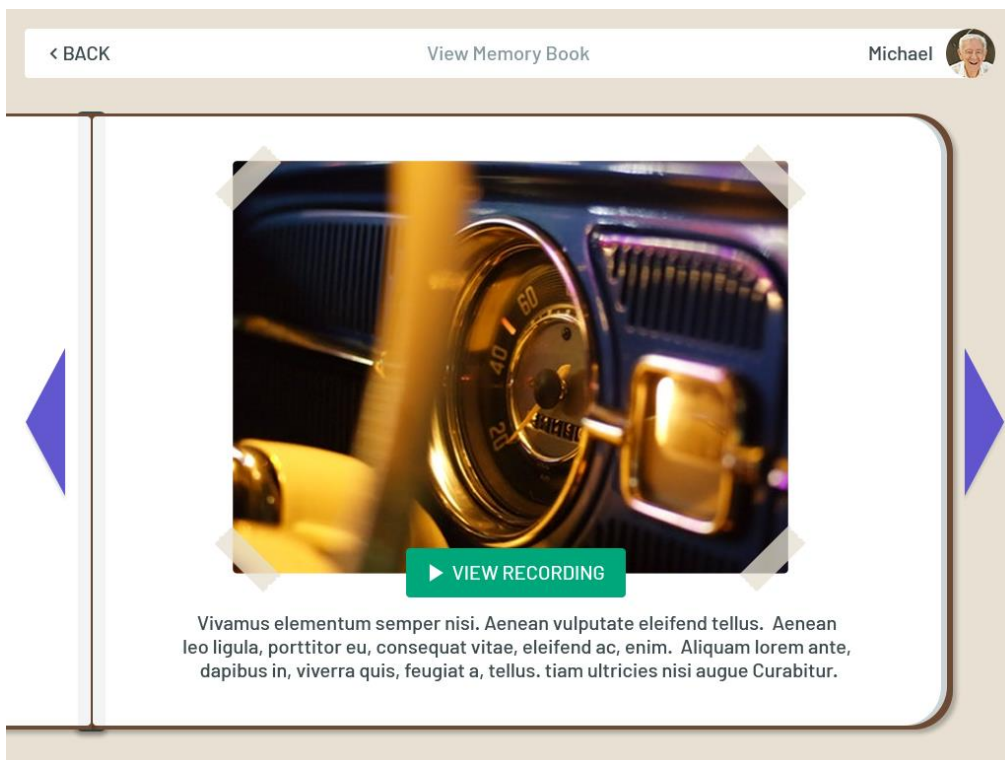 < BACK
View Memory Book
Michael
60
40
20
VIEW RECORDING
Vivamus elementum semper nisi. Aenean vulputate eleifend tellus.  Aenean
leo ligula, porttitor eu, consequat vitae, eleifend ac, enim.  Aliquam lorem ante,
dapibus in, viverra quis, feugiat a, tellus. tiam ultricies nisi augue Curabitur.